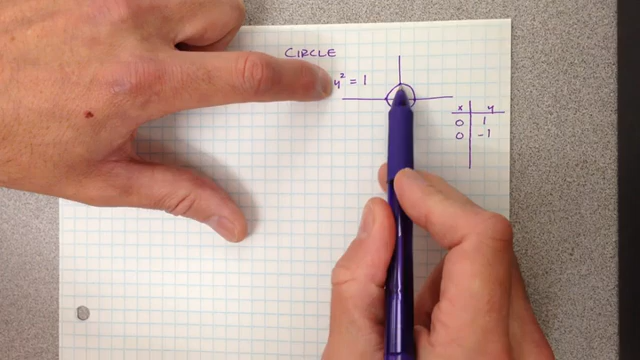 CIRCLE
y² = 1
x y
0 1
0 -1